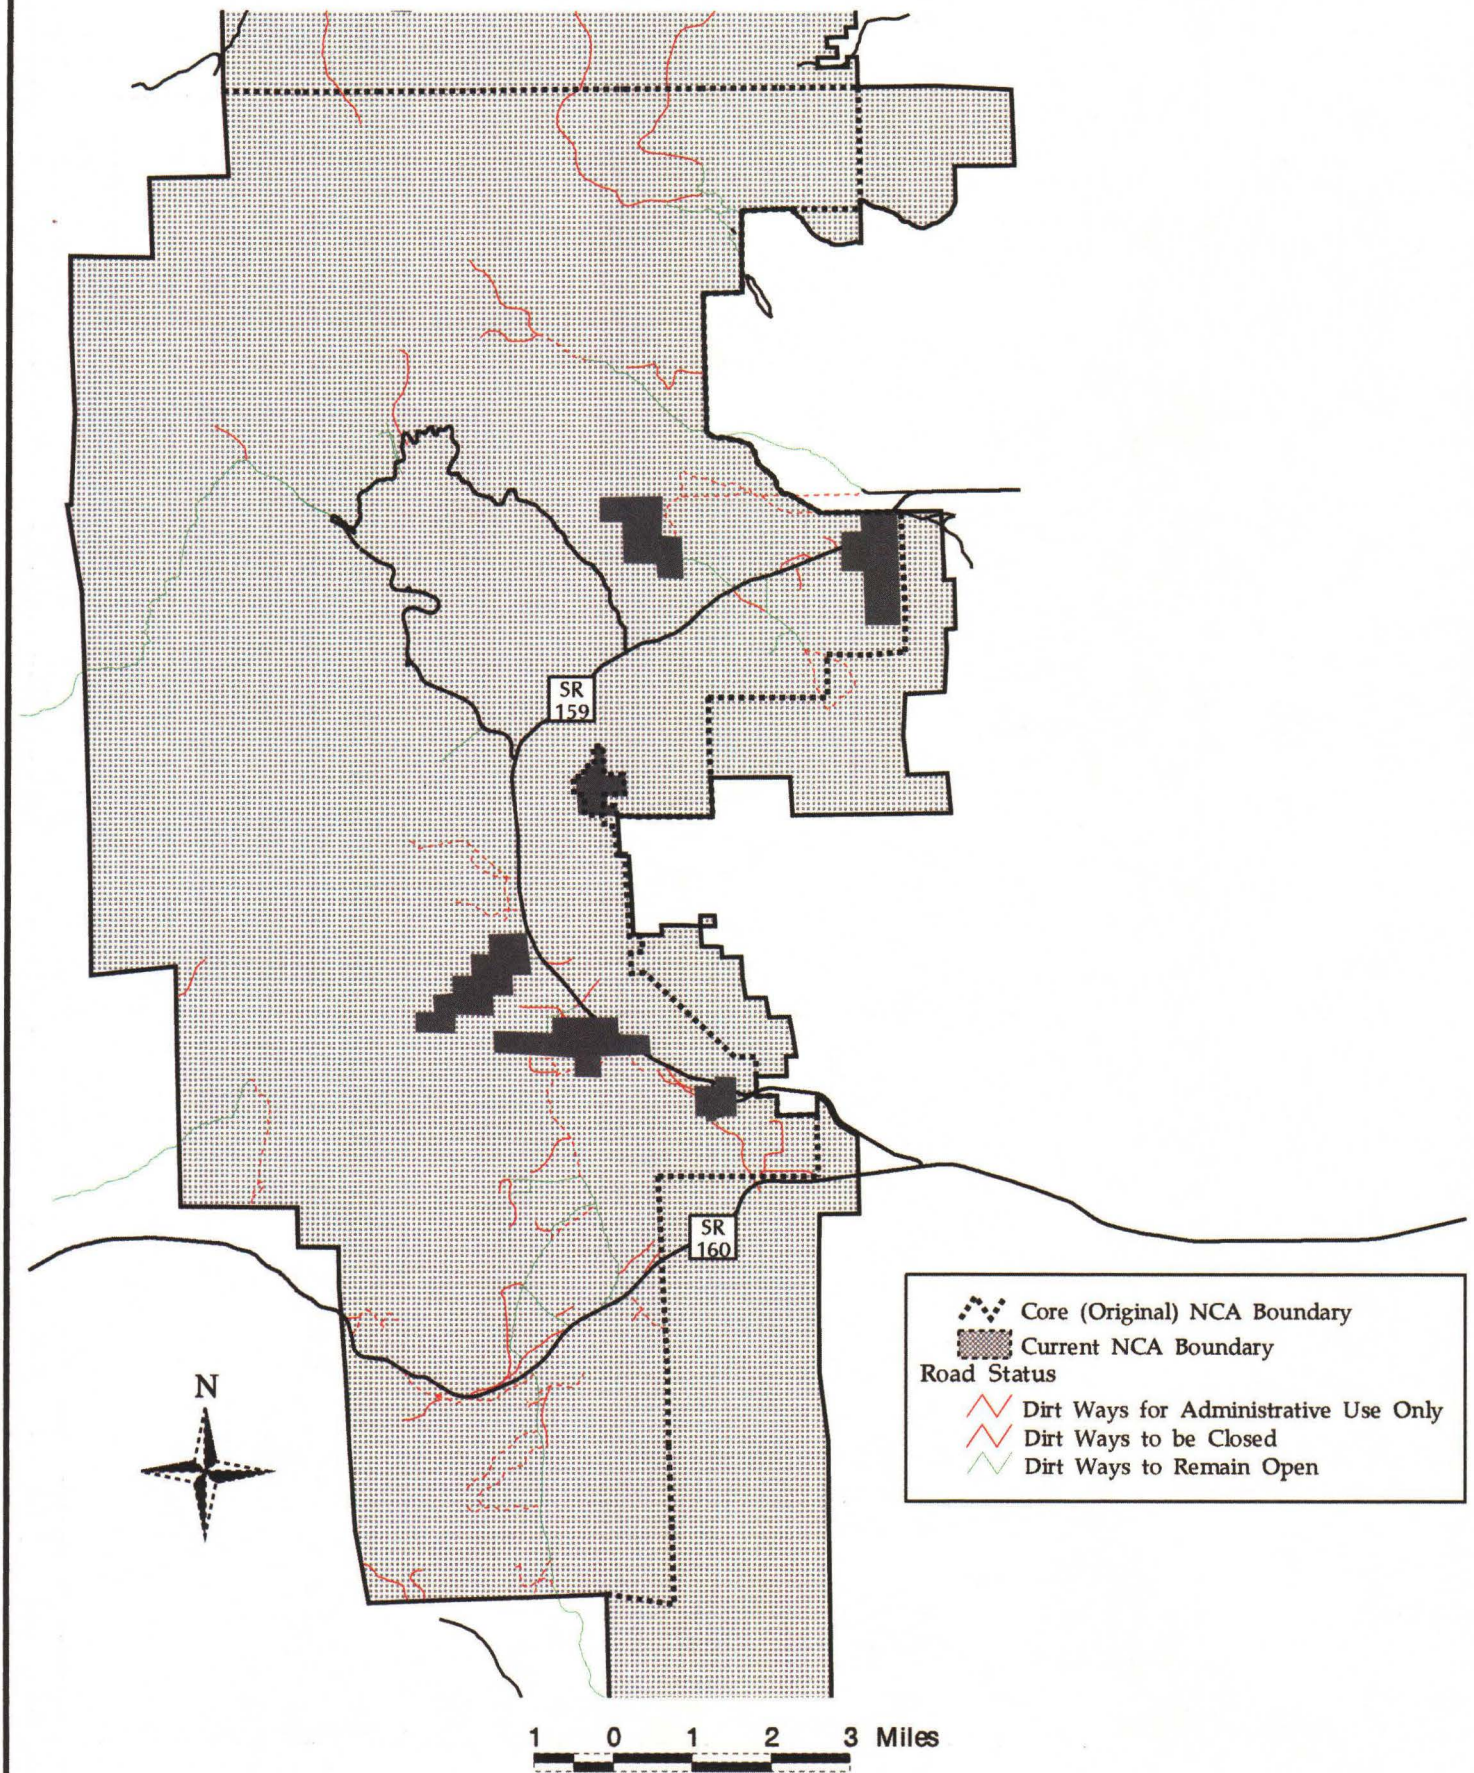 SR
159
SR
160
Core (Original) NCA Boundary
Current NCA Boundary
Road Status
Dirt Ways for Administrative Use Only
Dirt Ways to be Closed
Dirt Ways to Remain Open
N
1 0 1 2 3 Miles